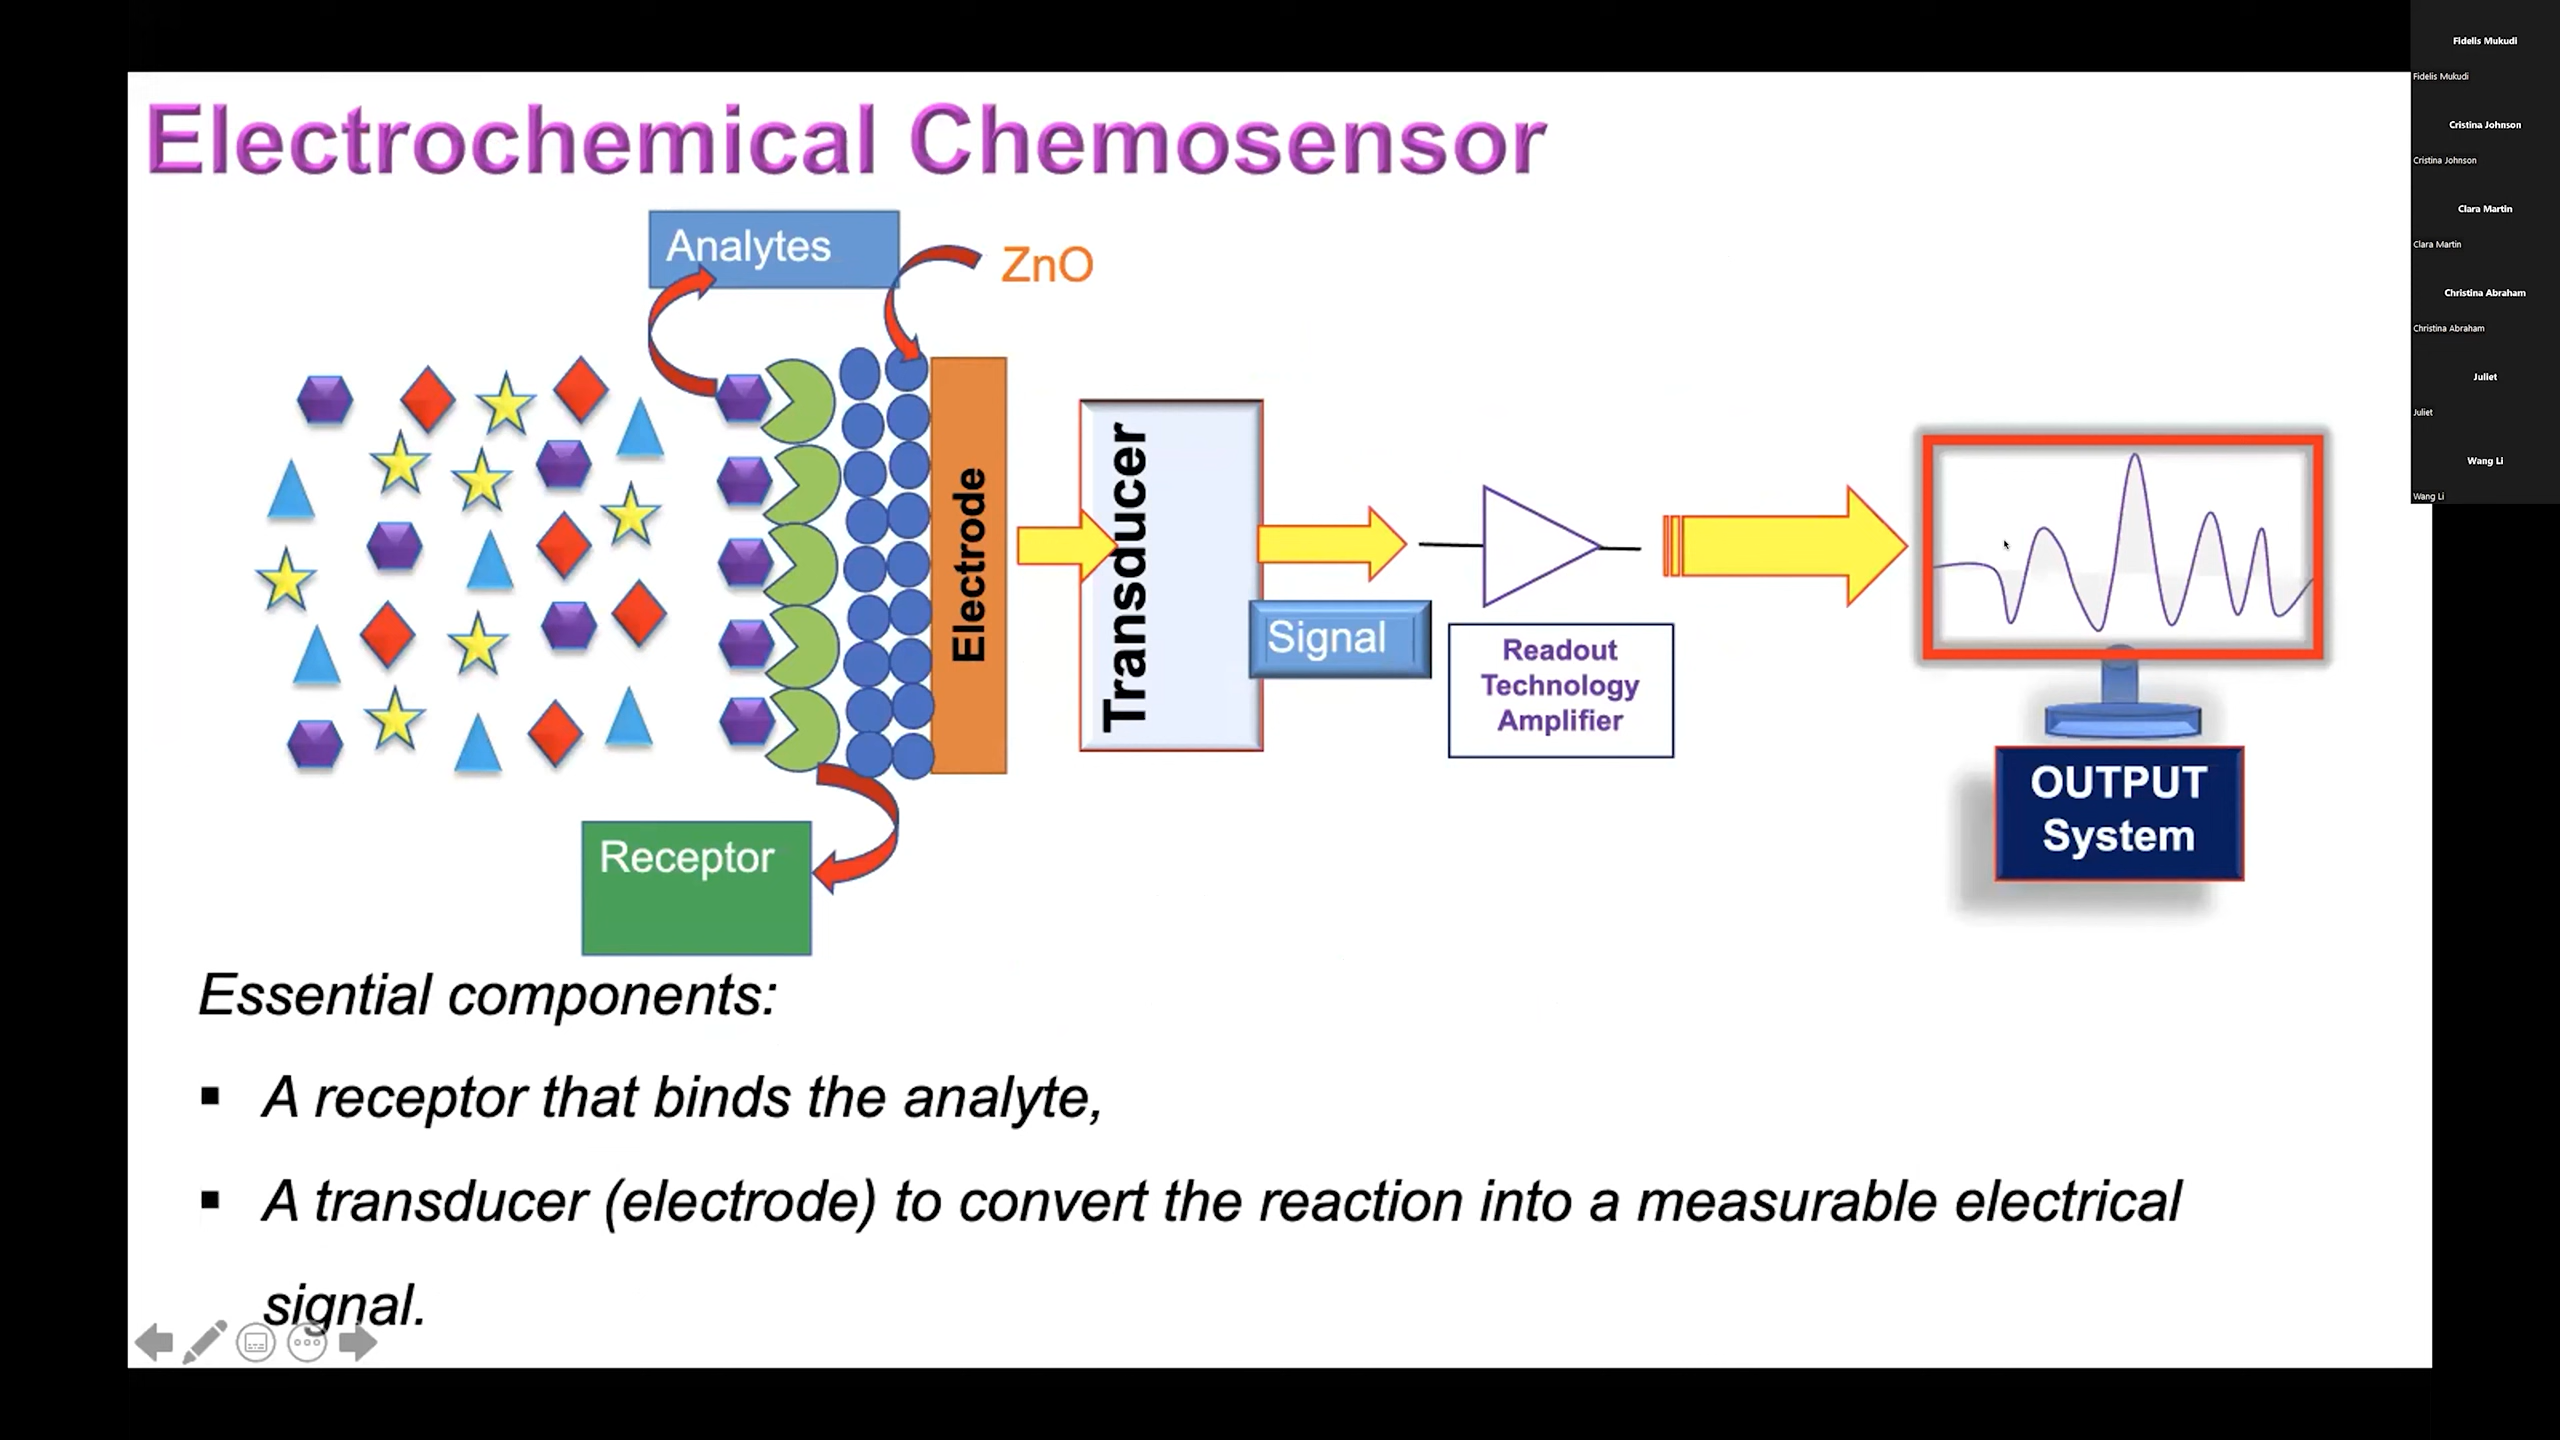 Electrochemical Chemosensor
Analytes
ZnO
Electrode
Transducer
Signal
Readout
Technology
Amplifier
OUTPUT
System
Receptor
Essential components:
▪ A receptor that binds the analyte,
▪ A transducer (electrode) to convert the reaction into a measurable electrical
signal.
Fidelis Mukudi
Fidelis Mukudi
Cristina Johnson
Cristina Johnson
Clara Martin
Clara Martin
Christina Abraham
Christina Abraham
Juliet
Juliet
Wang Li
Wang Li